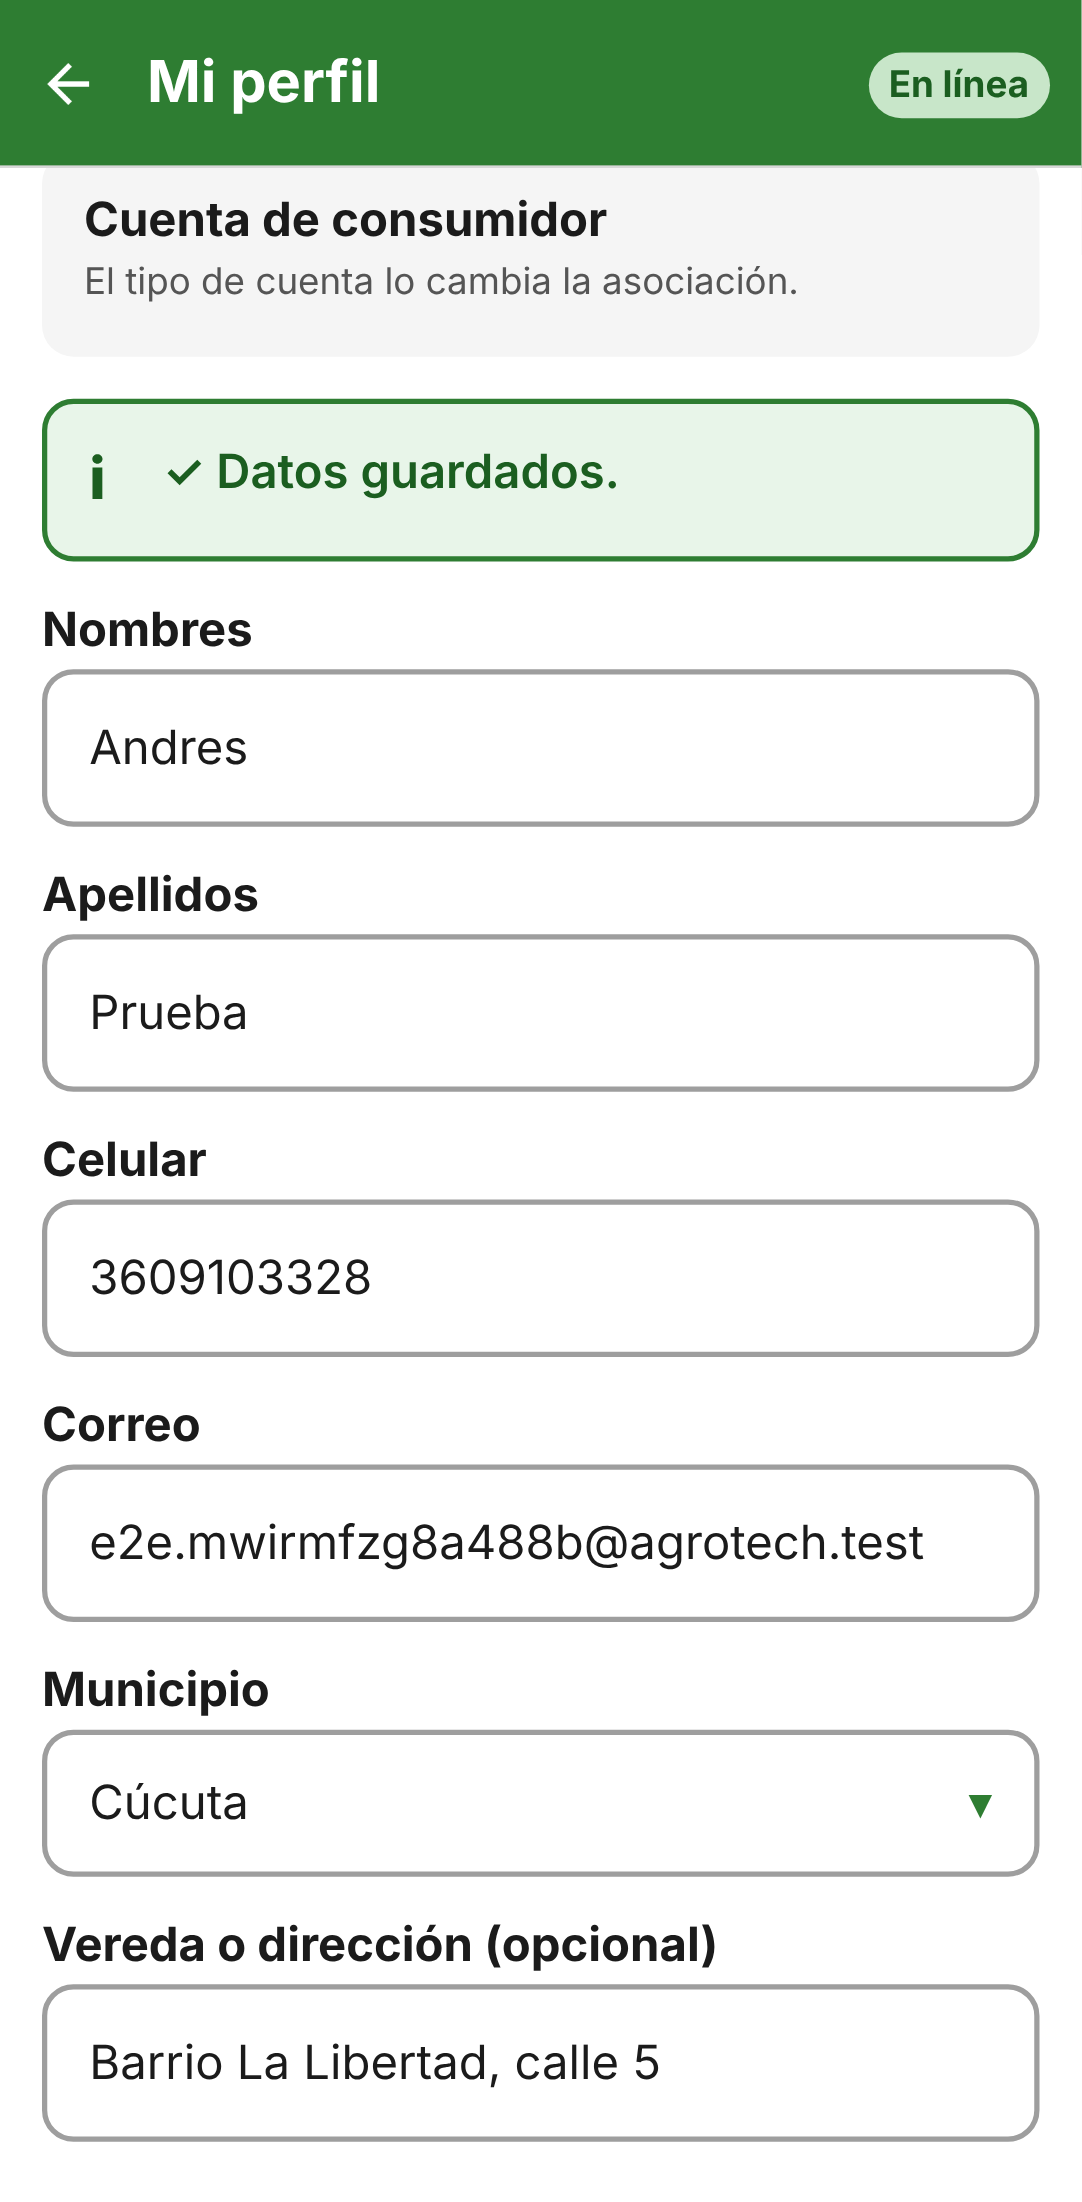 Mi perfil
En línea
Cuenta de consumidor
El tipo de cuenta lo cambia la asociación.
i ✓ Datos guardados.
Nombres
Andres
Apellidos
Prueba
Celular
3609103328
Correo
e2e.mwirmfzg8a488b@agrotech.test
Municipio
Cúcuta
Vereda o dirección (opcional)
Barrio La Libertad, calle 5